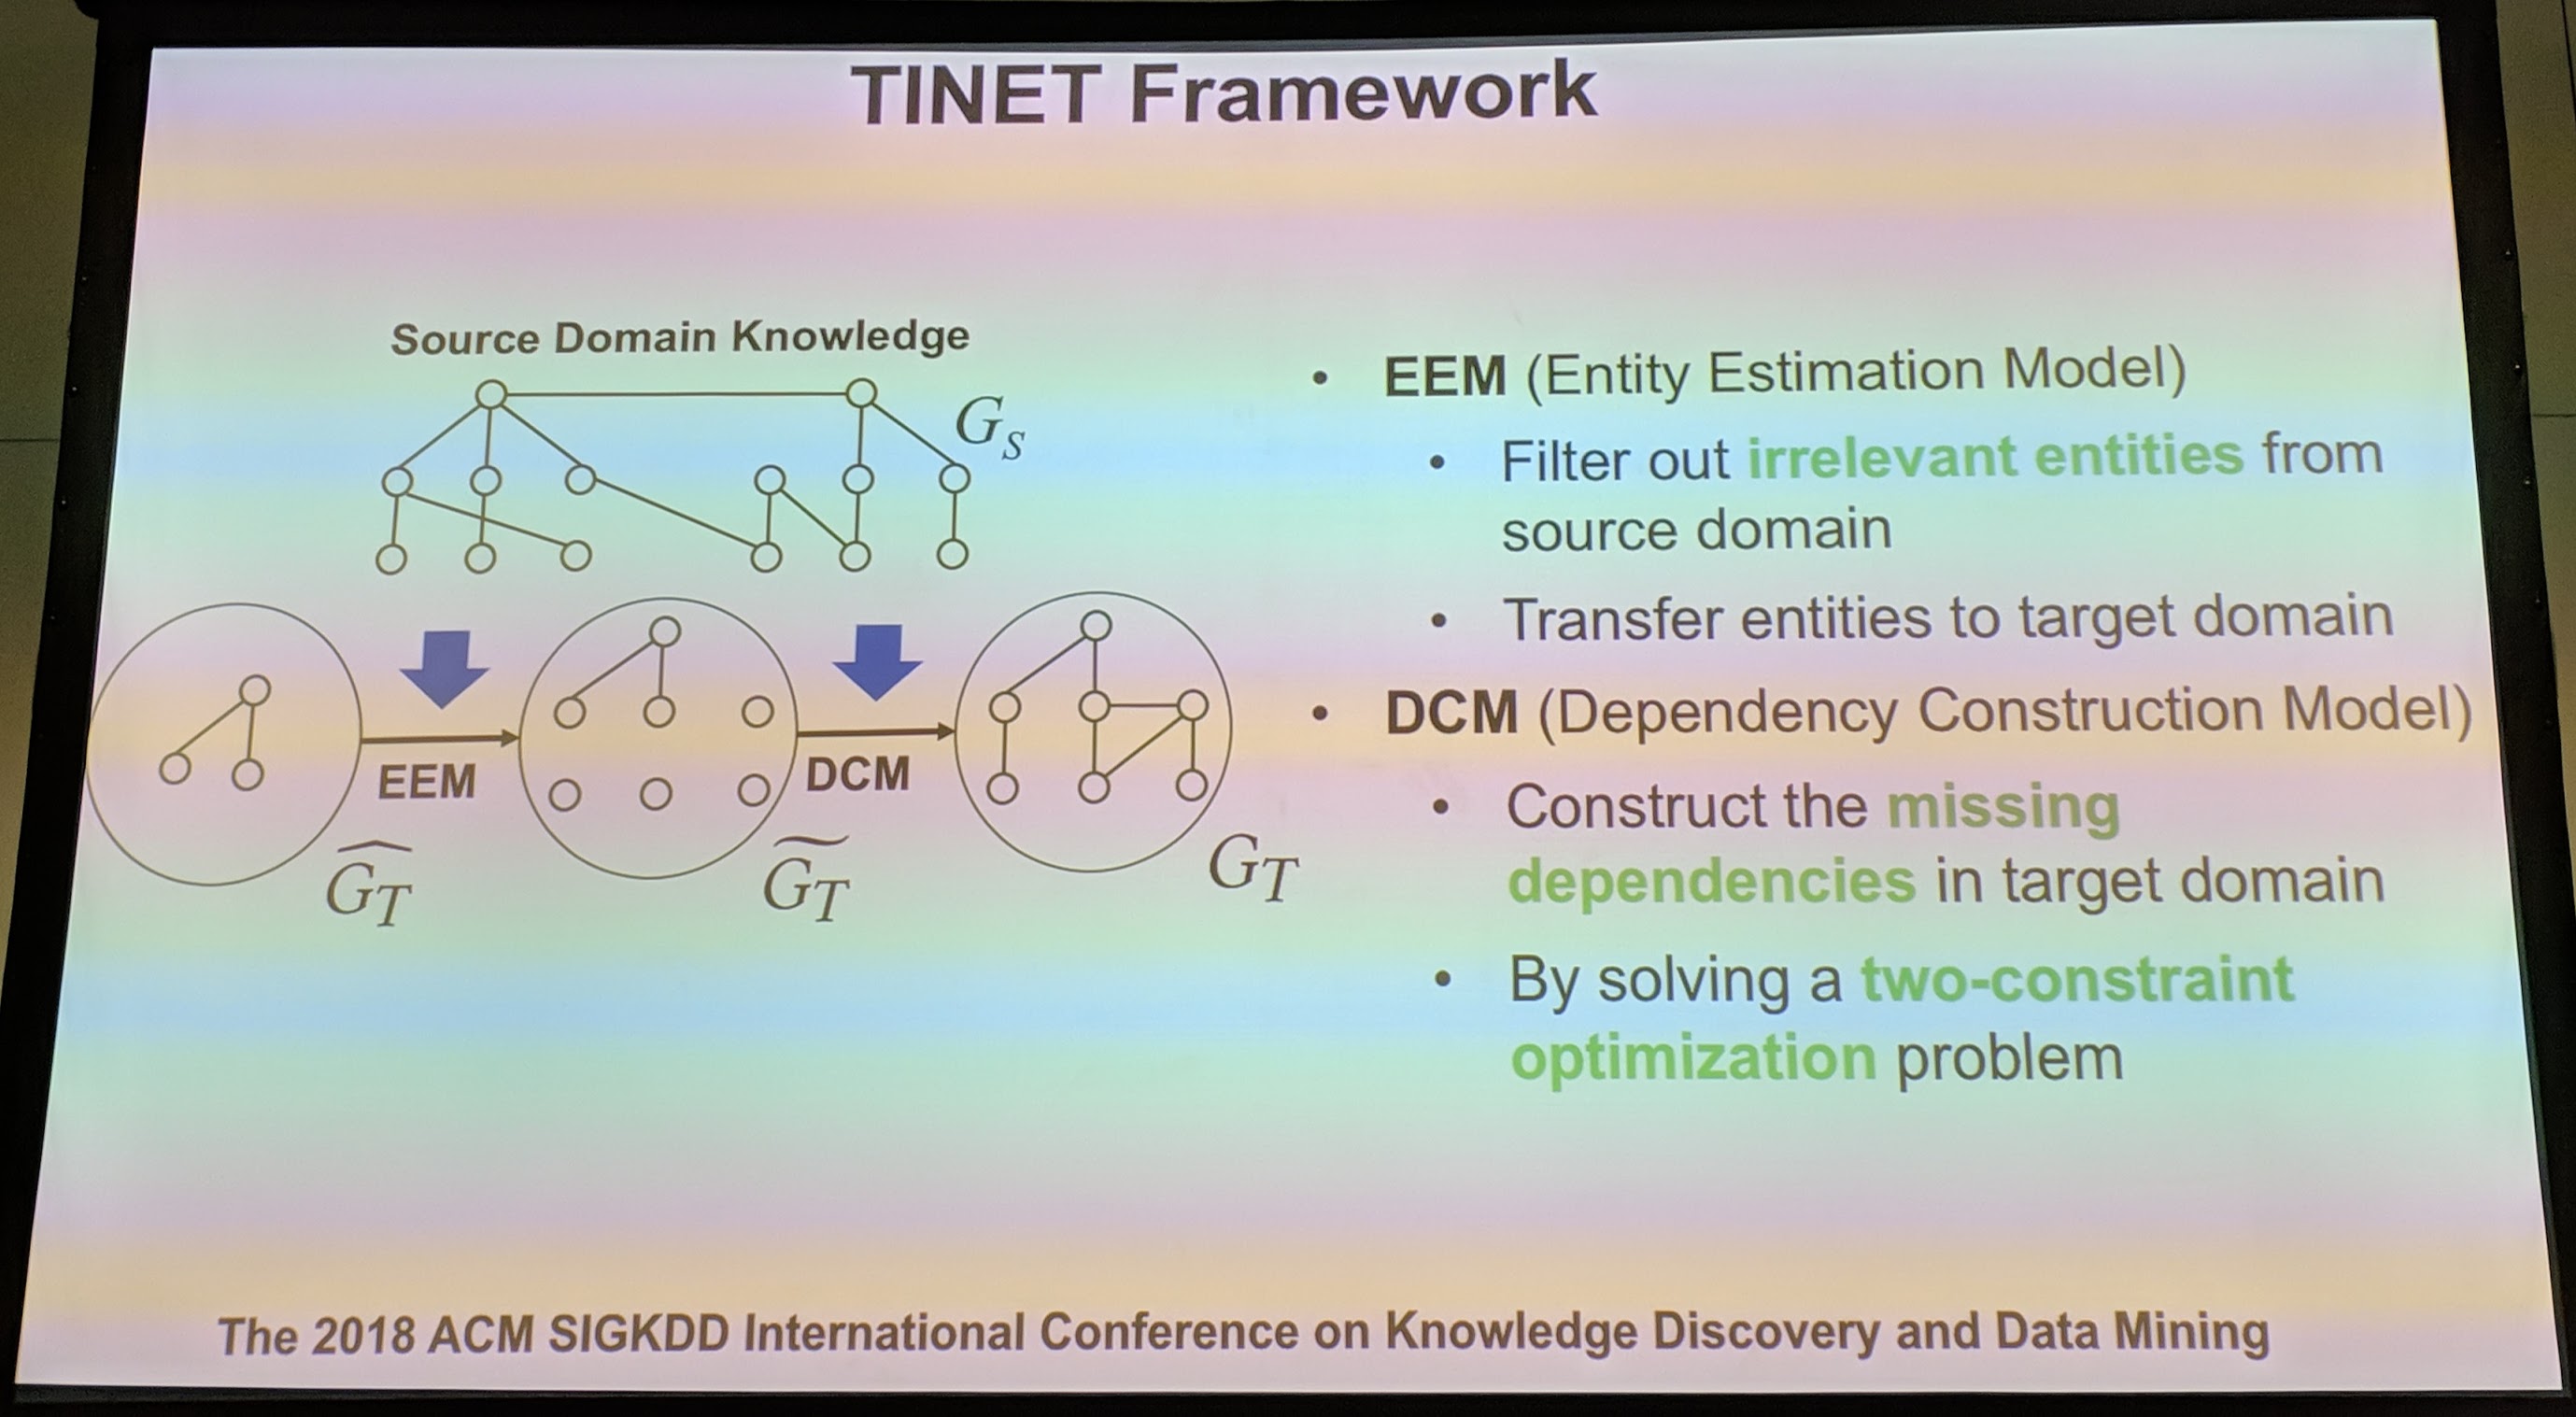 TINET Framework
Source Domain Knowledge
G_S
EEM
DCM
\widehat{G_T}
\widetilde{G_T}
G_T
• EEM (Entity Estimation Model)
• Filter out irrelevant entities from
source domain
• Transfer entities to target domain
• DCM (Dependency Construction Model)
• Construct the missing
dependencies in target domain
• By solving a two-constraint
optimization problem
The 2018 ACM SIGKDD International Conference on Knowledge Discovery and Data Mining